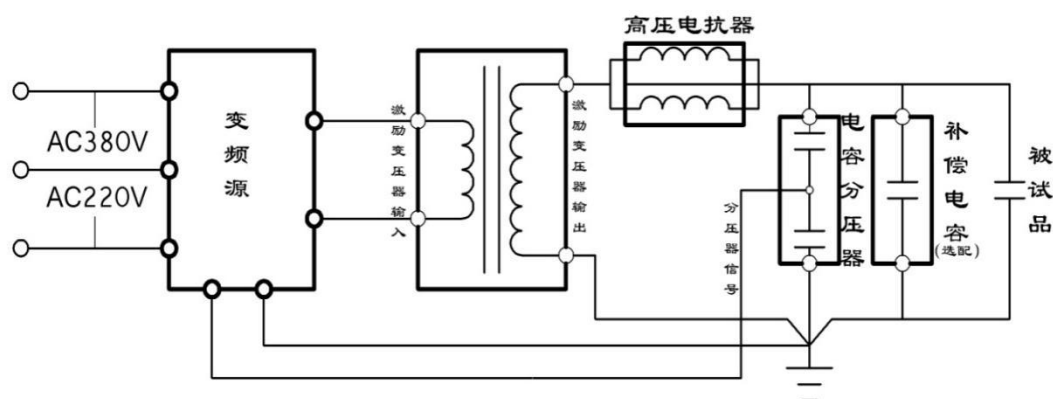 高压电抗器
AC380V
AC220V
变频源
激励变压器输入
激励变压器输出
分压器信号
电容分压器
补偿电容
(选配)
被试品